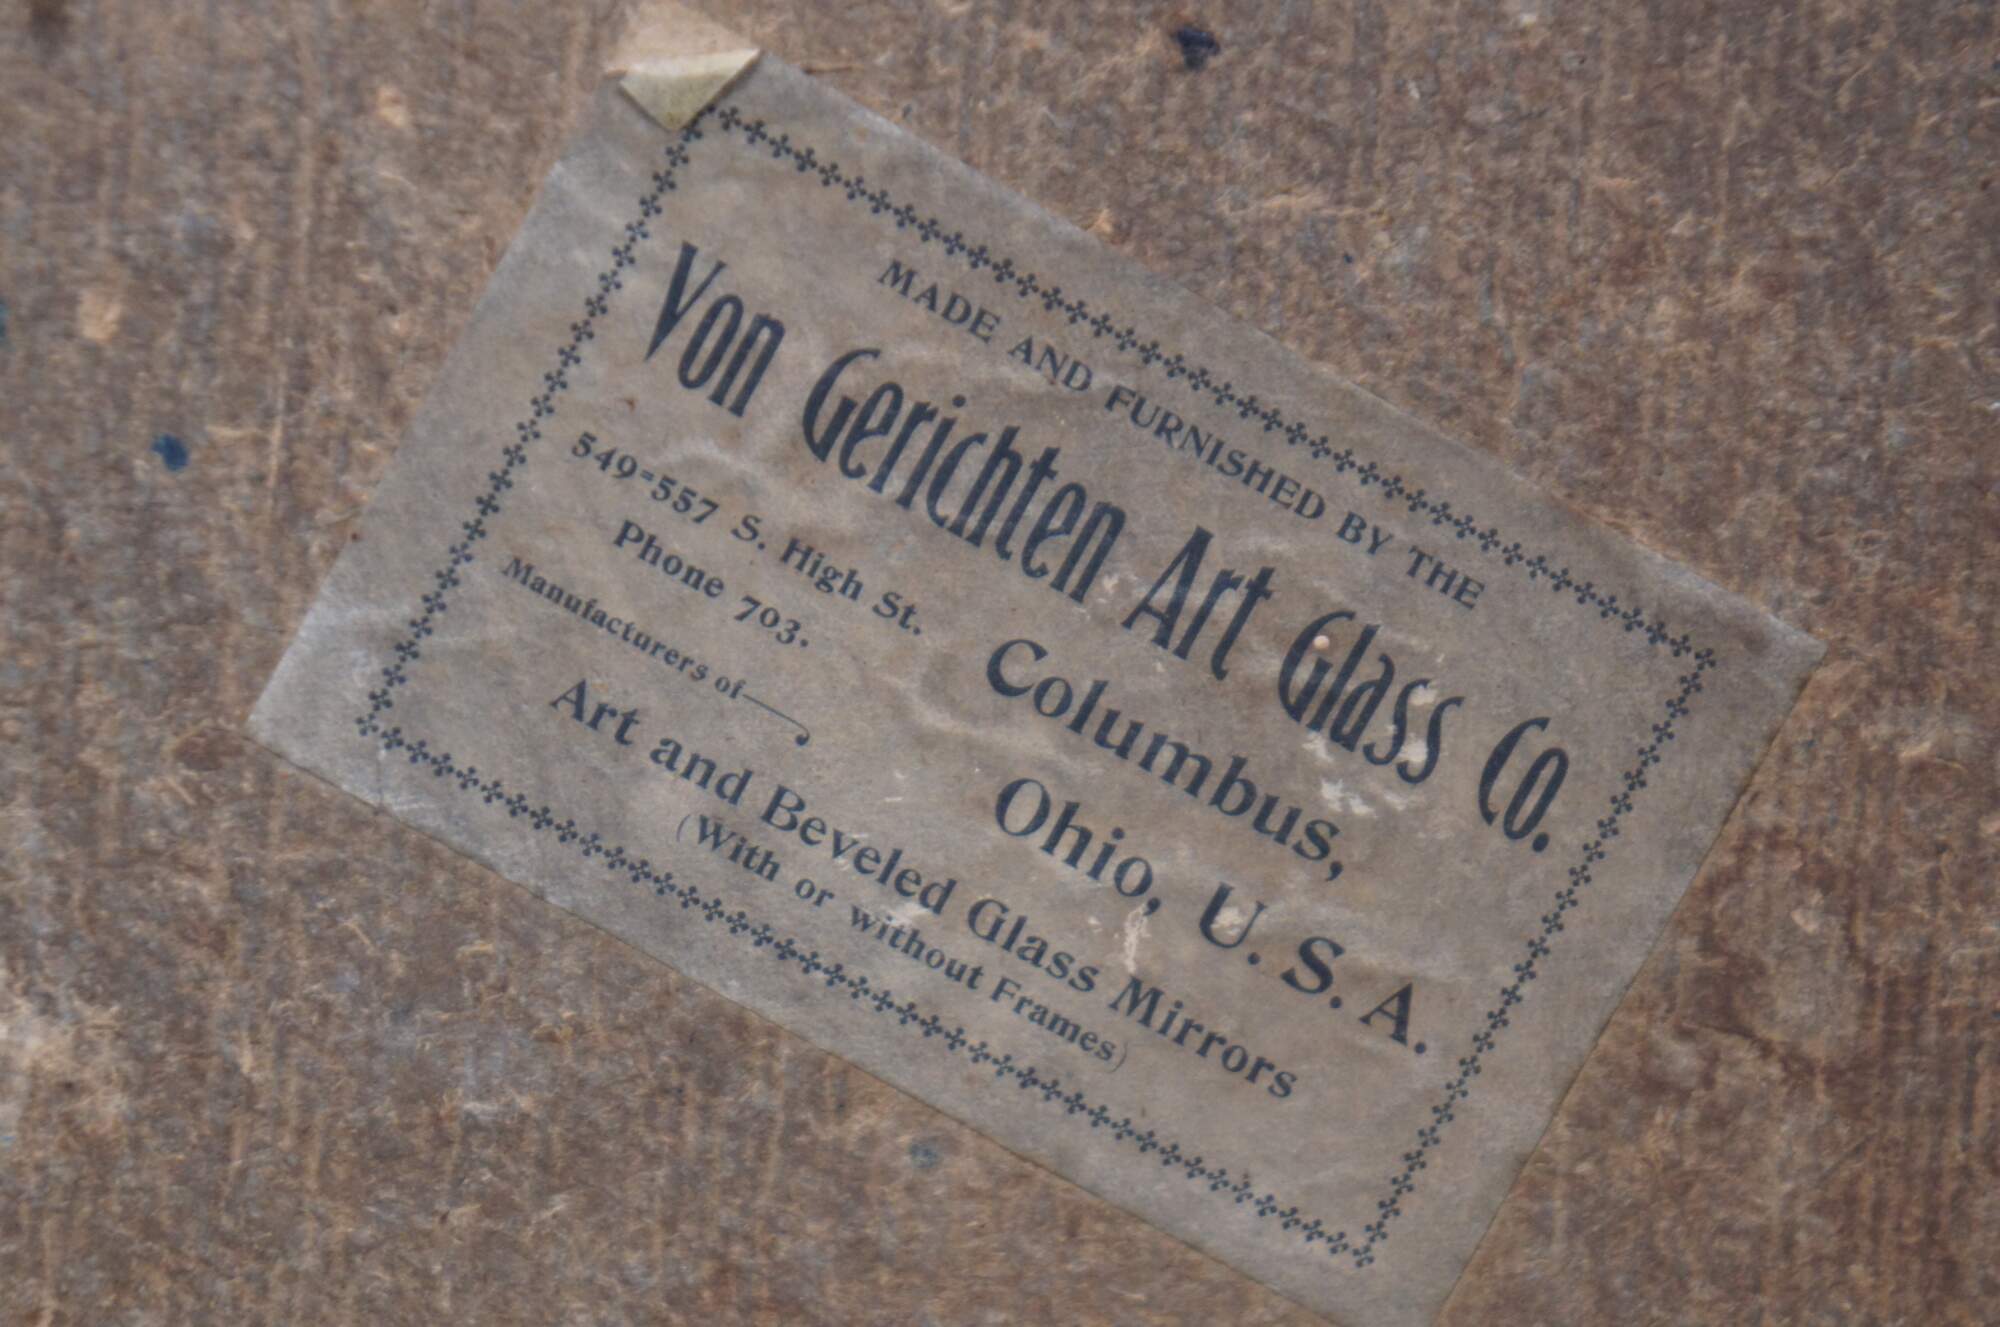 MADE AND FURNISHED BY THE
Von Gerichten Art Glass Co.
549=557 S. High St.
Phone 703.
Columbus,
Ohio, U. S. A.
Manufacturers of
Art and Beveled Glass Mirrors
(With or without Frames)